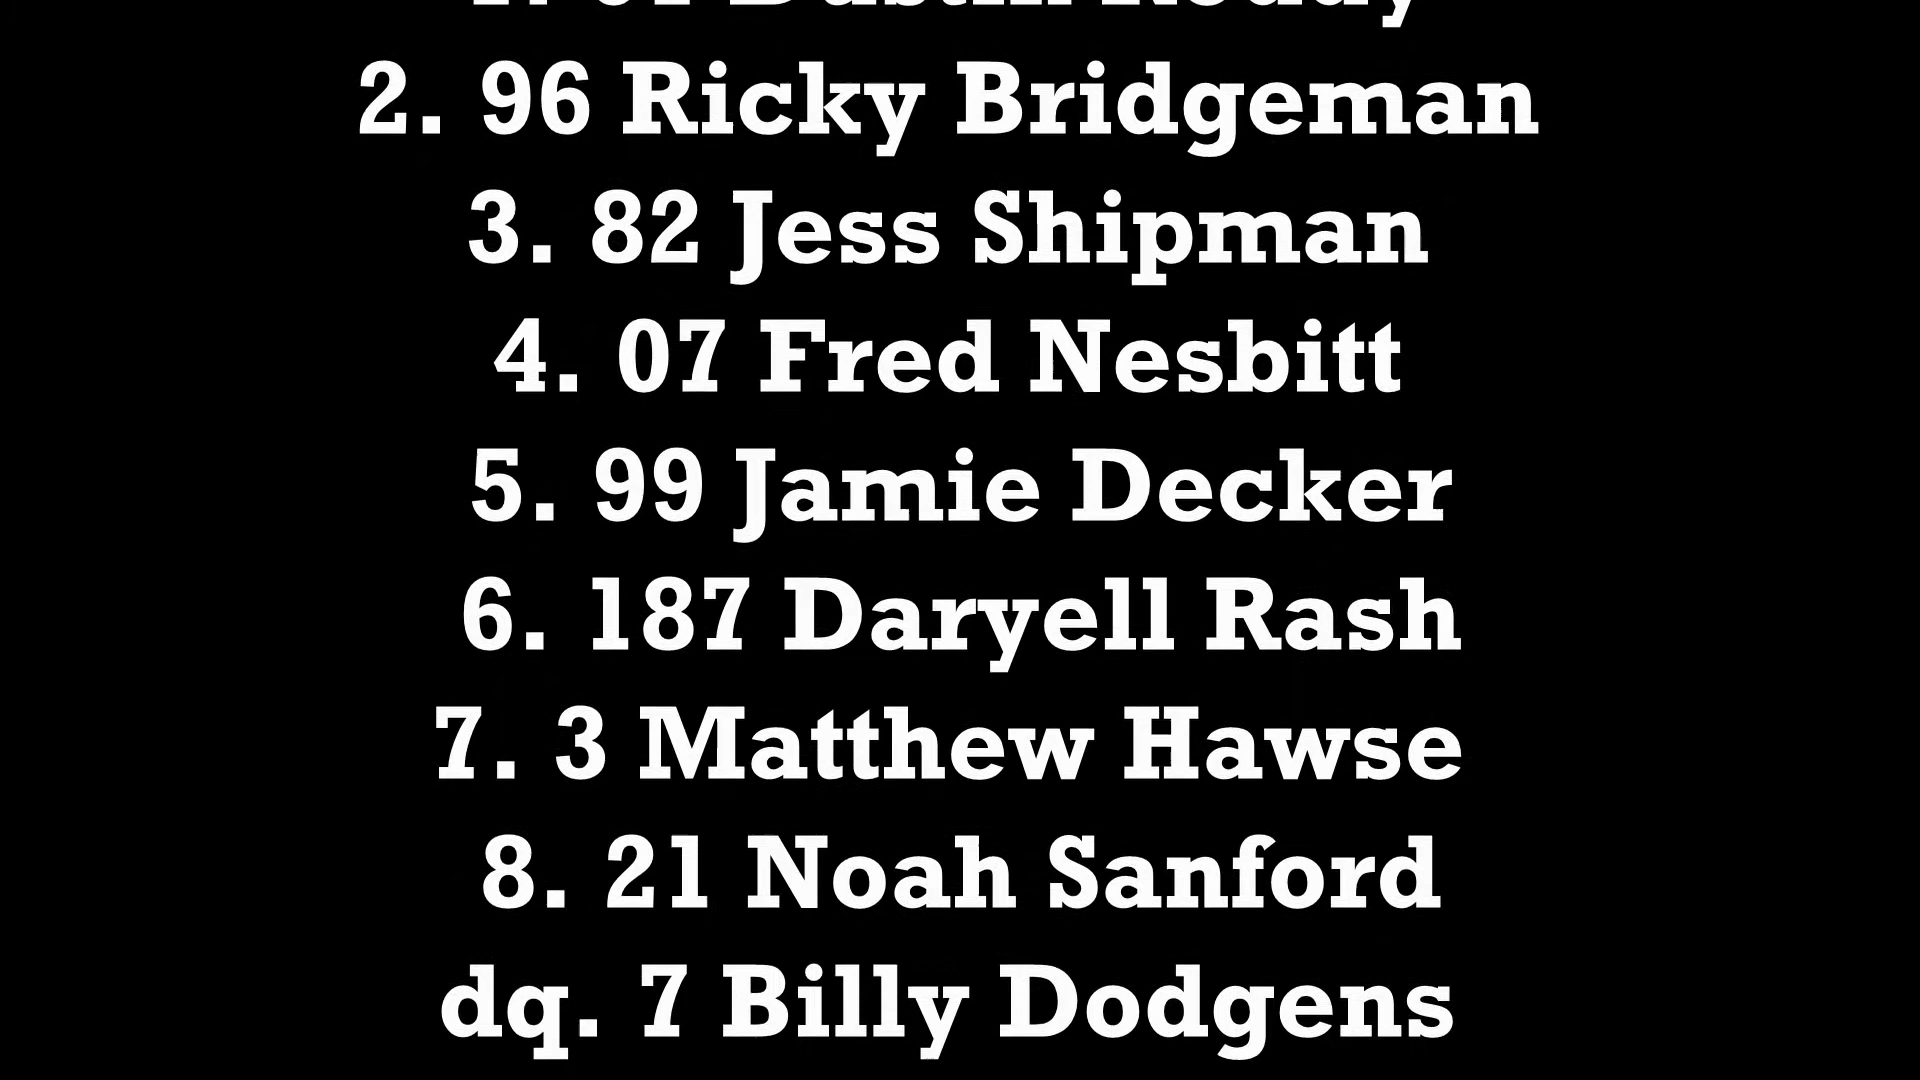 2. 96 Ricky Bridgeman
3. 82 Jess Shipman
4. 07 Fred Nesbitt
5. 99 Jamie Decker
6. 187 Daryell Rash
7. 3 Matthew Hawse
8. 21 Noah Sanford
dq. 7 Billy Dodgens